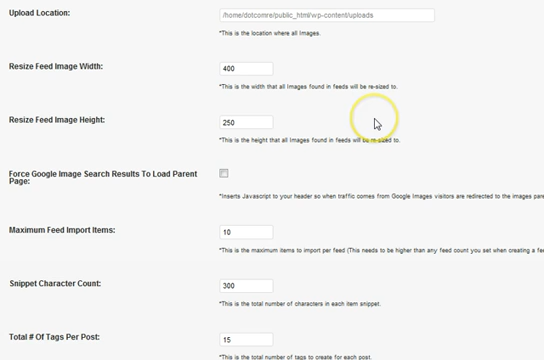 Upload Location:
/home/dotcomre/public_html/wp-content/uploads
*This is the location where all Images.
Resize Feed Image Width:
400
*This is the width that all Images found in feeds will be re-sized to.
Resize Feed Image Height:
250
*This is the height that all Images found in feeds will be re-sized to.
Force Google Image Search Results To Load Parent
Page:
*Inserts Javascript to your header so when traffic comes from Google Images visitors are redirected to the images
Maximum Feed Import Items:
10
*This is the maximum items to import per feed (This needs to be higher than any feed count you set when creating a
Snippet Character Count:
300
*This is the total number of characters in each item snippet.
Total # Of Tags Per Post:
15
*This is the total number of tags to create for each post.